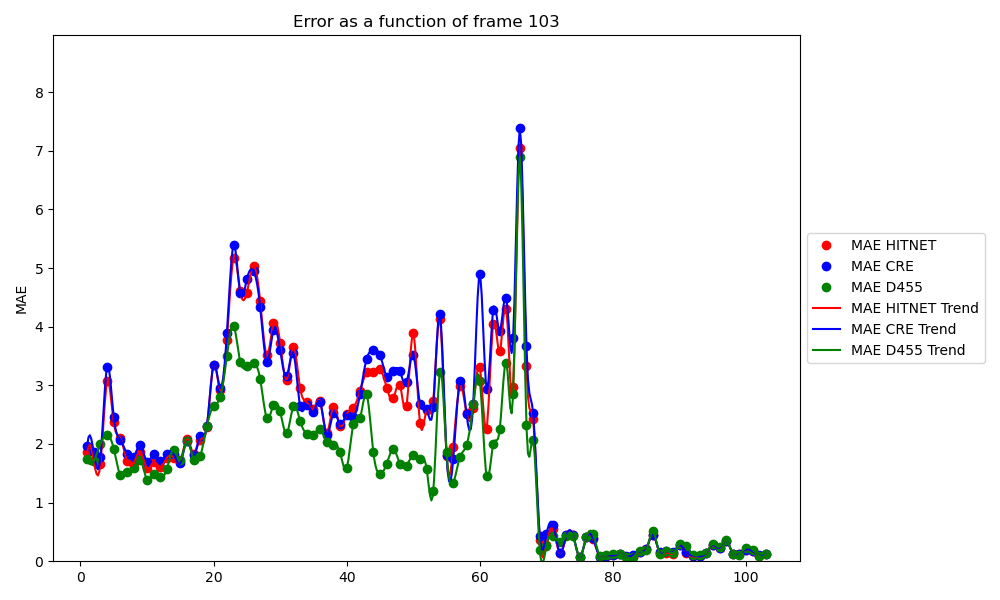 Error as a function of frame 103
MAE
8
7
6
5
4
3
2
1
0
0 20 40 60 80 100
MAE HITNET
MAE CRE
MAE D455
MAE HITNET Trend
MAE CRE Trend
MAE D455 Trend